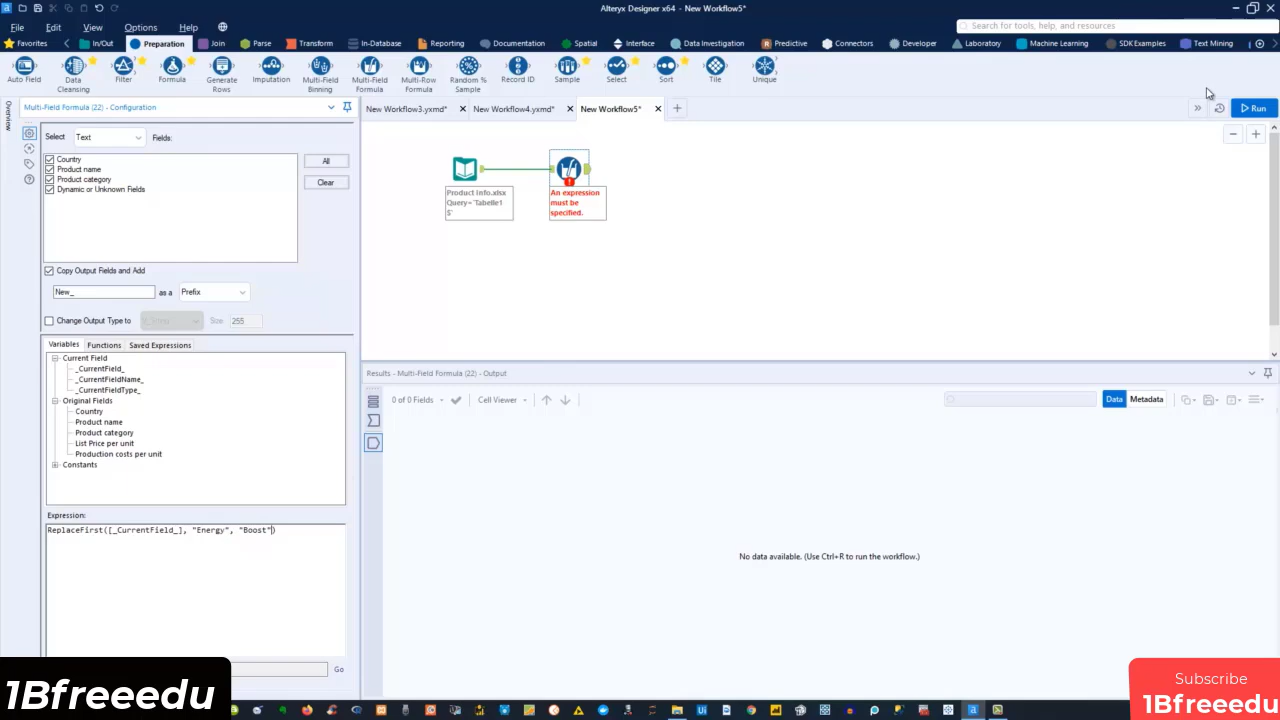 Alteryx Designer x64 - New Workflow5*
File Edit View Options Help
Search for tools, help, and resources
Favorites In/Out Preparation Join Parse Transform In-Database Reporting Documentation Spatial Interface Data Investigation Predictive Connectors Developer Laboratory Machine Learning SDK Examples Text Mining
Auto Field Data Cleansing Filter Formula Generate Rows Imputation Multi-Field Binning Multi-Field Formula Multi-Row Formula Random % Sample Record ID Sample Select Sort Tile Unique
Overview
Multi-Field Formula (22) - Configuration
New Workflow3.yxmd* New Workflow4.yxmd* New Workflow5*
Run
Select Text Fields:
Country
Product name
Product category
Dynamic or Unknown Fields
All
Clear
Copy Output Fields and Add
New_ as a Prefix
Change Output Type to Size 255
Variables Functions Saved Expressions
Current Field
_CurrentField_
_CurrentFieldName_
_CurrentFieldType_
Original Fields
Country
Product name
Product category
List Price per unit
Production costs per unit
Constants
Expression:
ReplaceFirst([_CurrentField_], "Energy", "Boost")
Go
Product Info.xlsx
Query=`Tabelle1
$`
An expression
must be
specified.
Results - Multi-Field Formula (22) - Output
0 of 0 Fields Cell Viewer
Data Metadata
No data available. (Use Ctrl+R to run the workflow.)
1Bfreeedu
Subscribe
1Bfreeedu